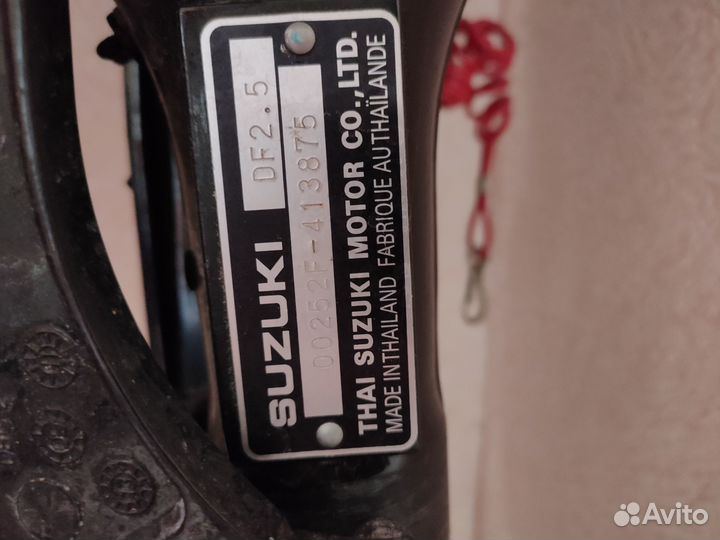 SUZUKI DF2.5
00252F-413875
THAI SUZUKI MOTOR CO.,LTD.
MADE IN THAILAND FABRIQUE AU THAÏLANDE
Avito